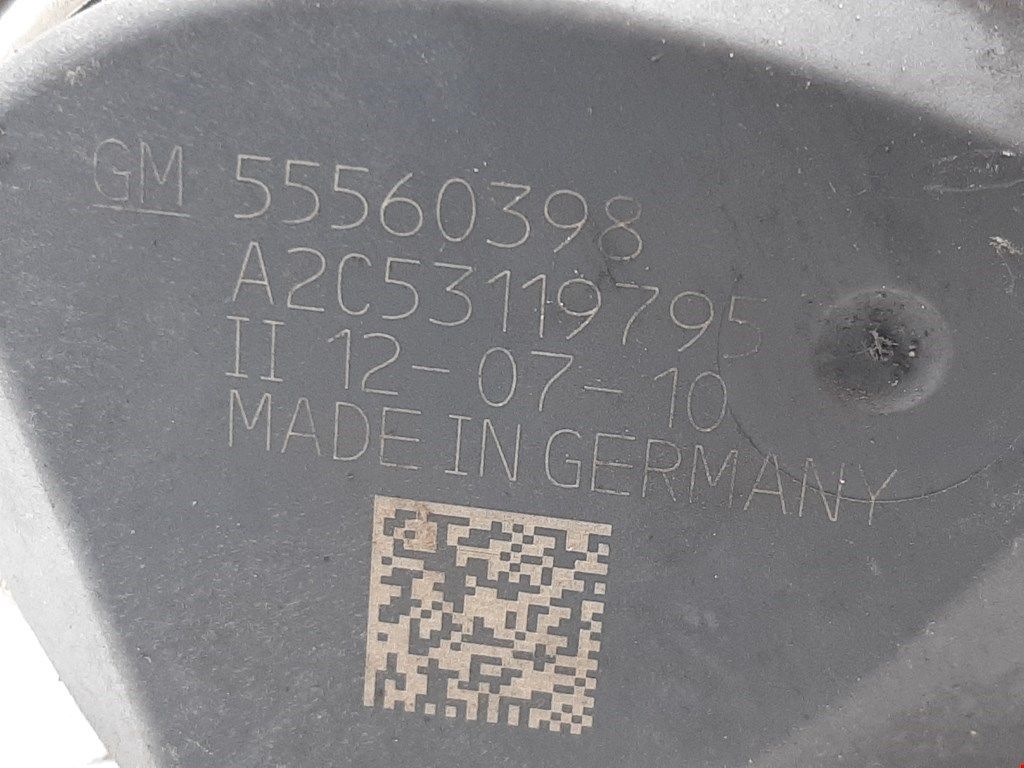 GM 55560398
A2C53119795
II 12-07-10
MADE IN GERMANY